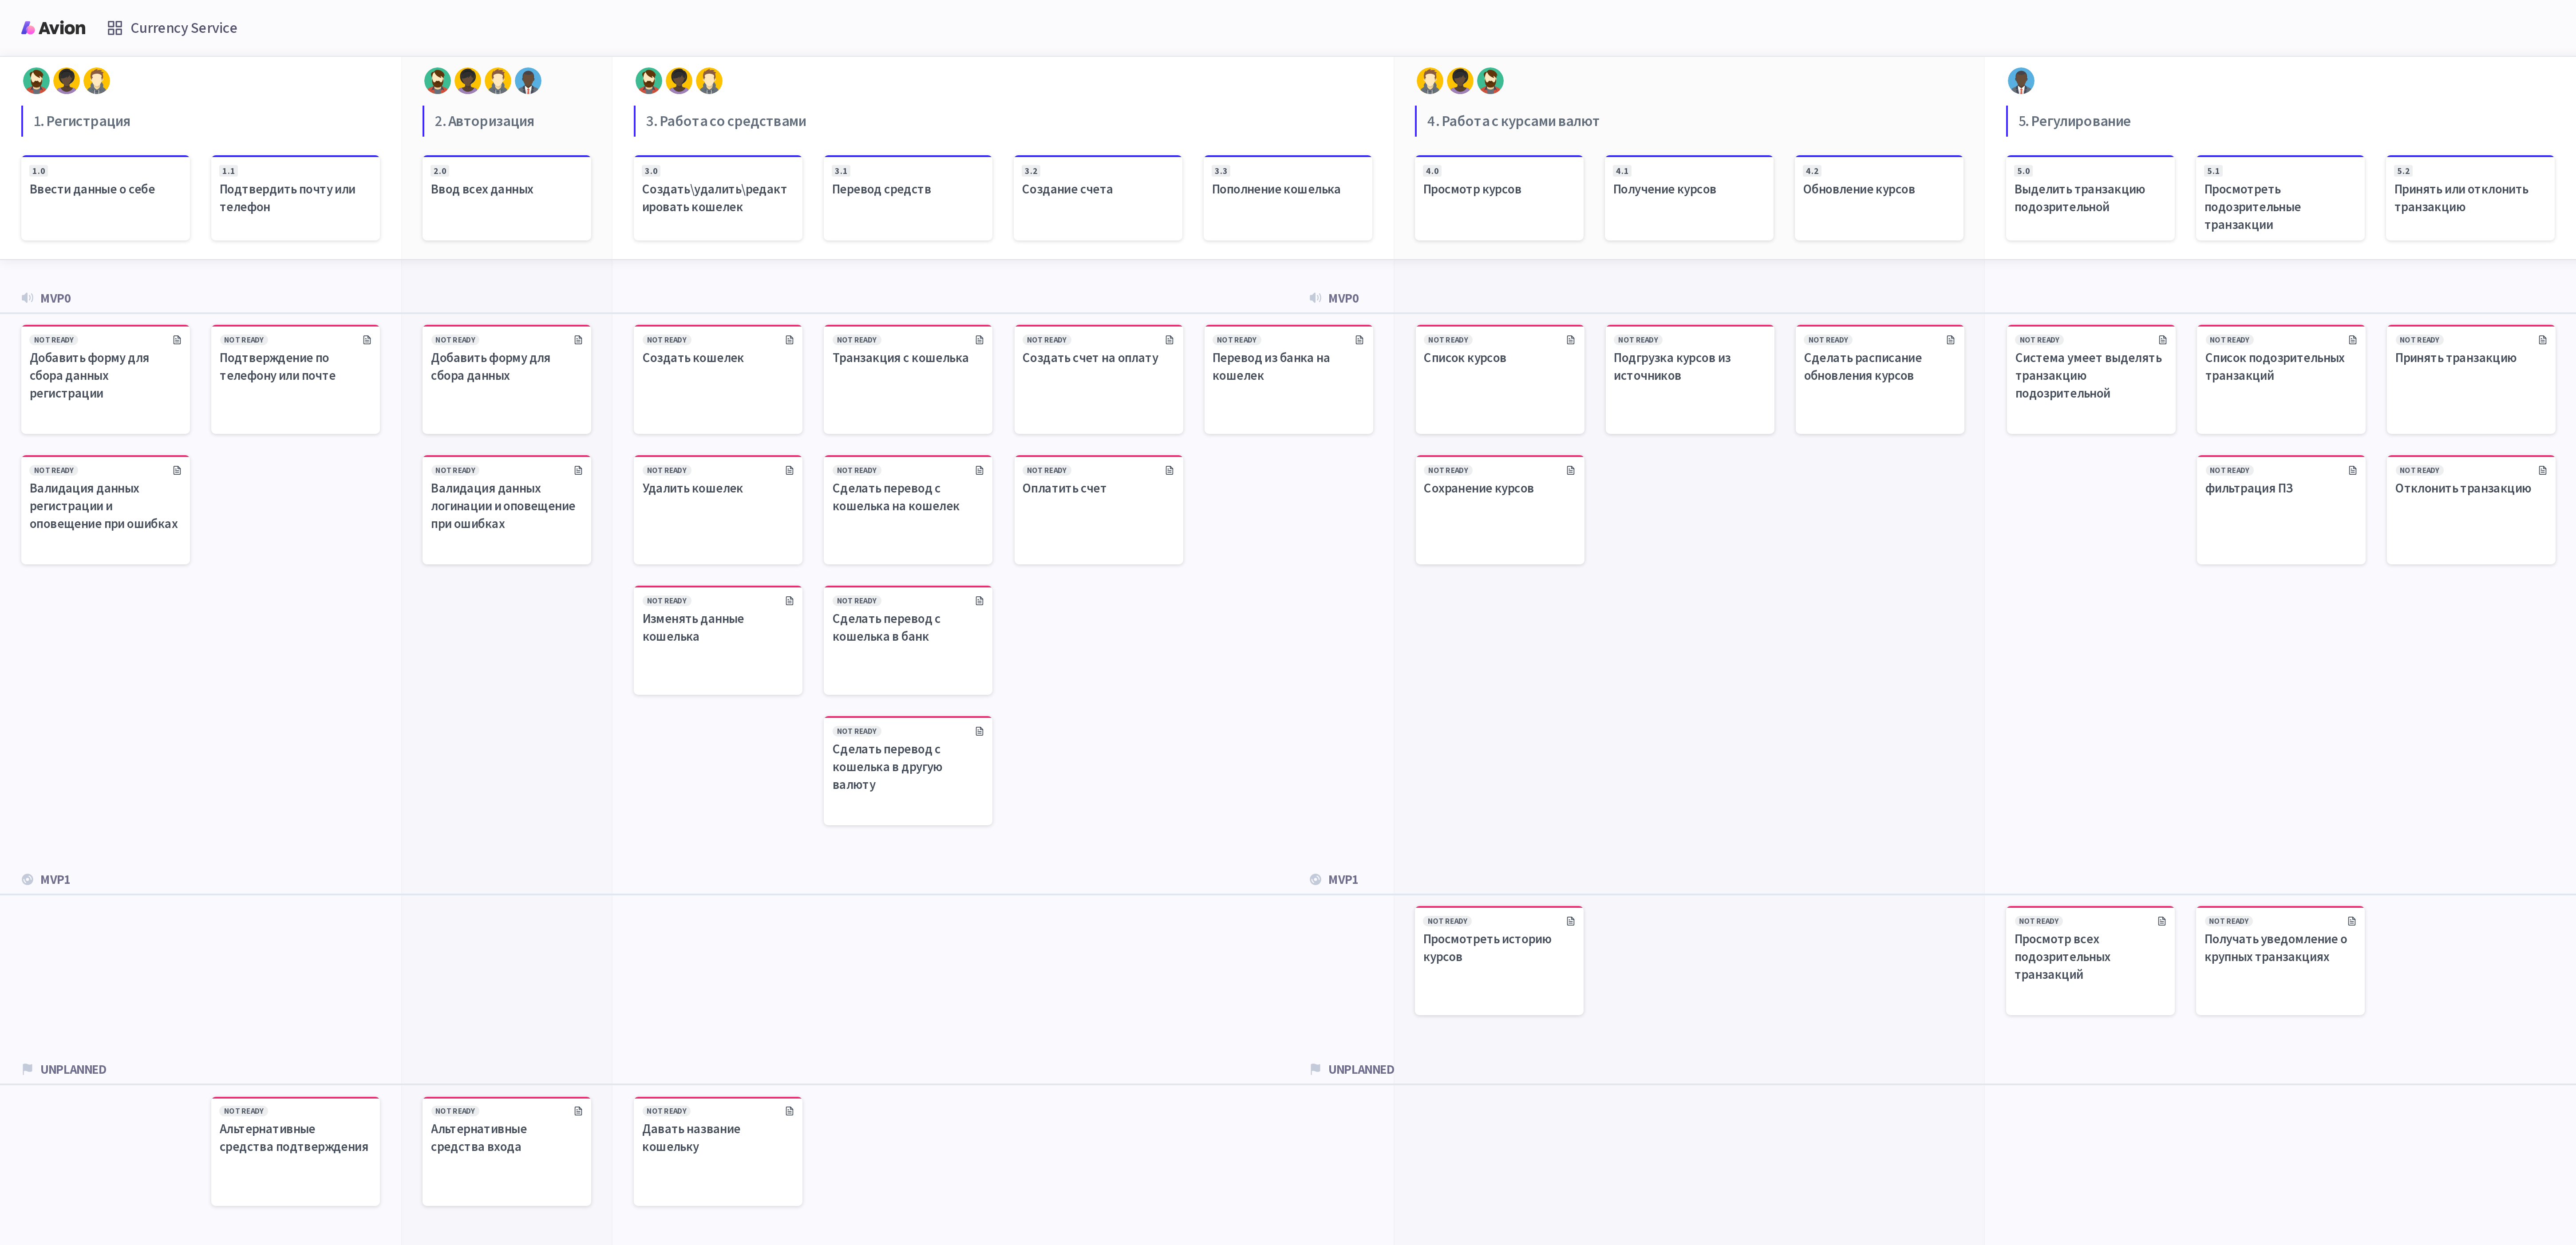 Avion Currency Service
1. Регистрация
2. Авторизация
3. Работа со средствами
4. Работа с курсами валют
5. Регулирование
1.0
Ввести данные о себе
1.1
Подтвердить почту или
телефон
2.0
Ввод всех данных
3.0
Создать\удалить\редакт
ировать кошелек
3.1
Перевод средств
3.2
Создание счета
3.3
Пополнение кошелька
4.0
Просмотр курсов
4.1
Получение курсов
4.2
Обновление курсов
5.0
Выделить транзакцию
подозрительной
5.1
Просмотреть
подозрительные
транзакции
5.2
Принять или отклонить
транзакцию
MVP0
MVP0
NOT READY
Добавить форму для
сбора данных
регистрации
NOT READY
Подтверждение по
телефону или почте
NOT READY
Добавить форму для
сбора данных
NOT READY
Создать кошелек
NOT READY
Транзакция с кошелька
NOT READY
Создать счет на оплату
NOT READY
Перевод из банка на
кошелек
NOT READY
Список курсов
NOT READY
Подгрузка курсов из
источников
NOT READY
Сделать расписание
обновления курсов
NOT READY
Система умеет выделять
транзакцию
подозрительной
NOT READY
Список подозрительных
транзакций
NOT READY
Принять транзакцию
NOT READY
Валидация данных
регистрации и
оповещение при ошибках
NOT READY
Валидация данных
логинации и оповещение
при ошибках
NOT READY
Удалить кошелек
NOT READY
Сделать перевод с
кошелька на кошелек
NOT READY
Оплатить счет
NOT READY
Сохранение курсов
NOT READY
фильтрация ПЗ
NOT READY
Отклонить транзакцию
NOT READY
Изменять данные
кошелька
NOT READY
Сделать перевод с
кошелька в банк
NOT READY
Сделать перевод с
кошелька в другую
валюту
MVP1
MVP1
NOT READY
Просмотреть историю
курсов
NOT READY
Просмотр всех
подозрительных
транзакций
NOT READY
Получать уведомление о
крупных транзакциях
UNPLANNED
UNPLANNED
NOT READY
Альтернативные
средства подтверждения
NOT READY
Альтернативные
средства входа
NOT READY
Давать название
кошельку